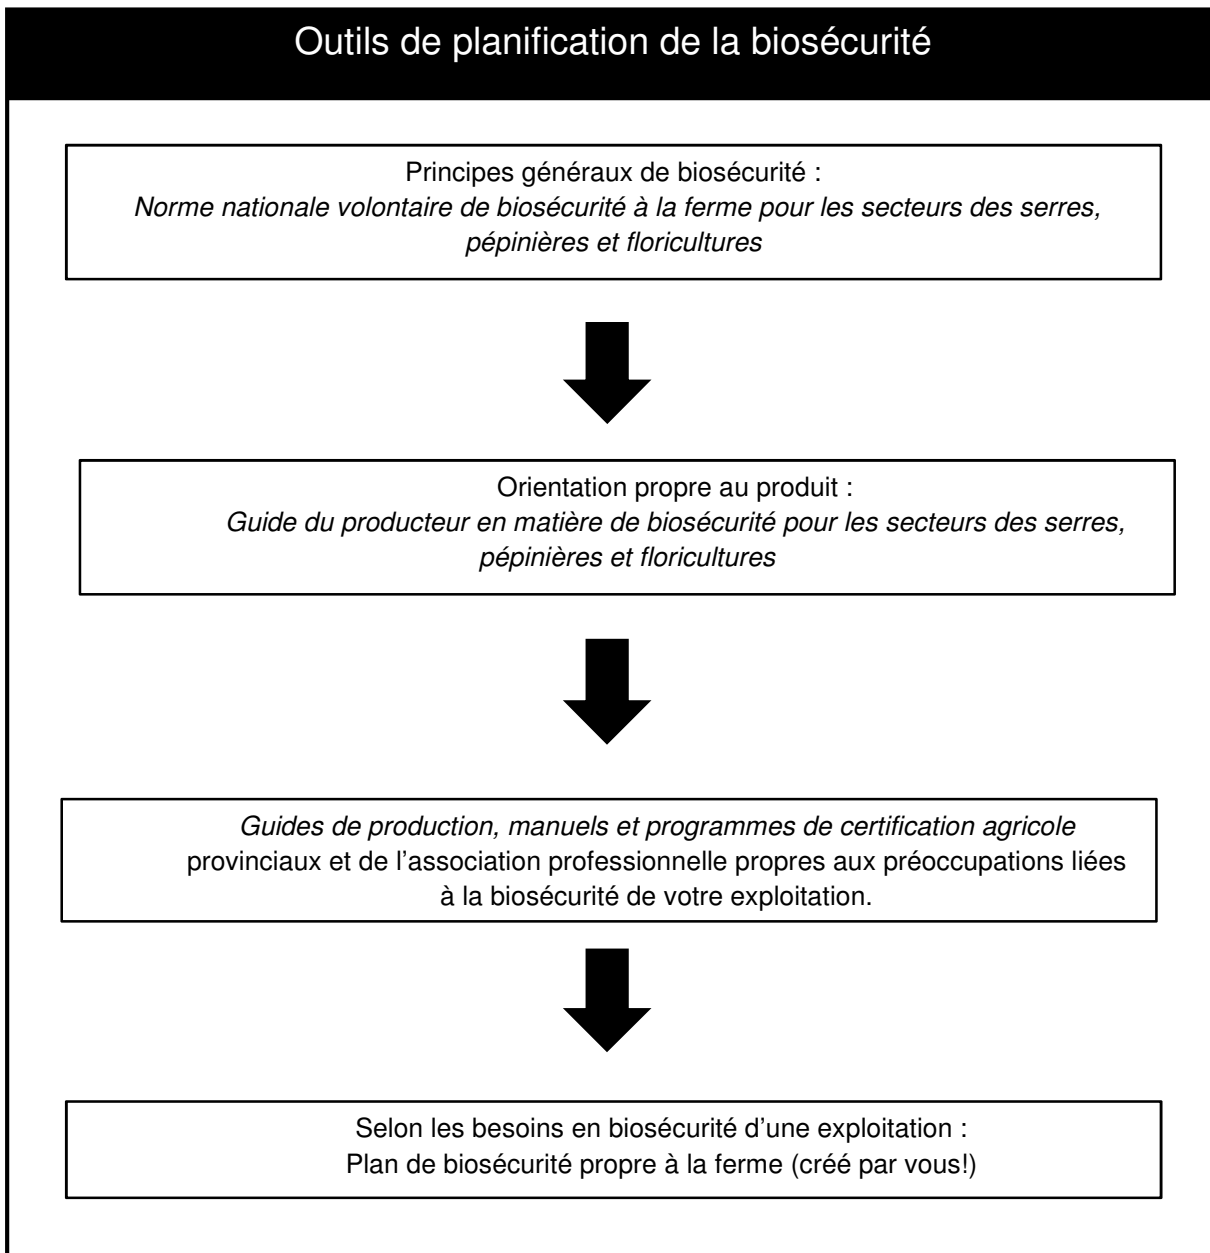 Outils de planification de la biosécurité
Principes généraux de biosécurité :
Norme nationale volontaire de biosécurité à la ferme pour les secteurs des serres,
pépinières et floricultures
Orientation propre au produit :
Guide du producteur en matière de biosécurité pour les secteurs des serres,
pépinières et floricultures
Guides de production, manuels et programmes de certification agricole
provinciaux et de l’association professionnelle propres aux préoccupations liées
à la biosécurité de votre exploitation.
Selon les besoins en biosécurité d’une exploitation :
Plan de biosécurité propre à la ferme (créé par vous!)